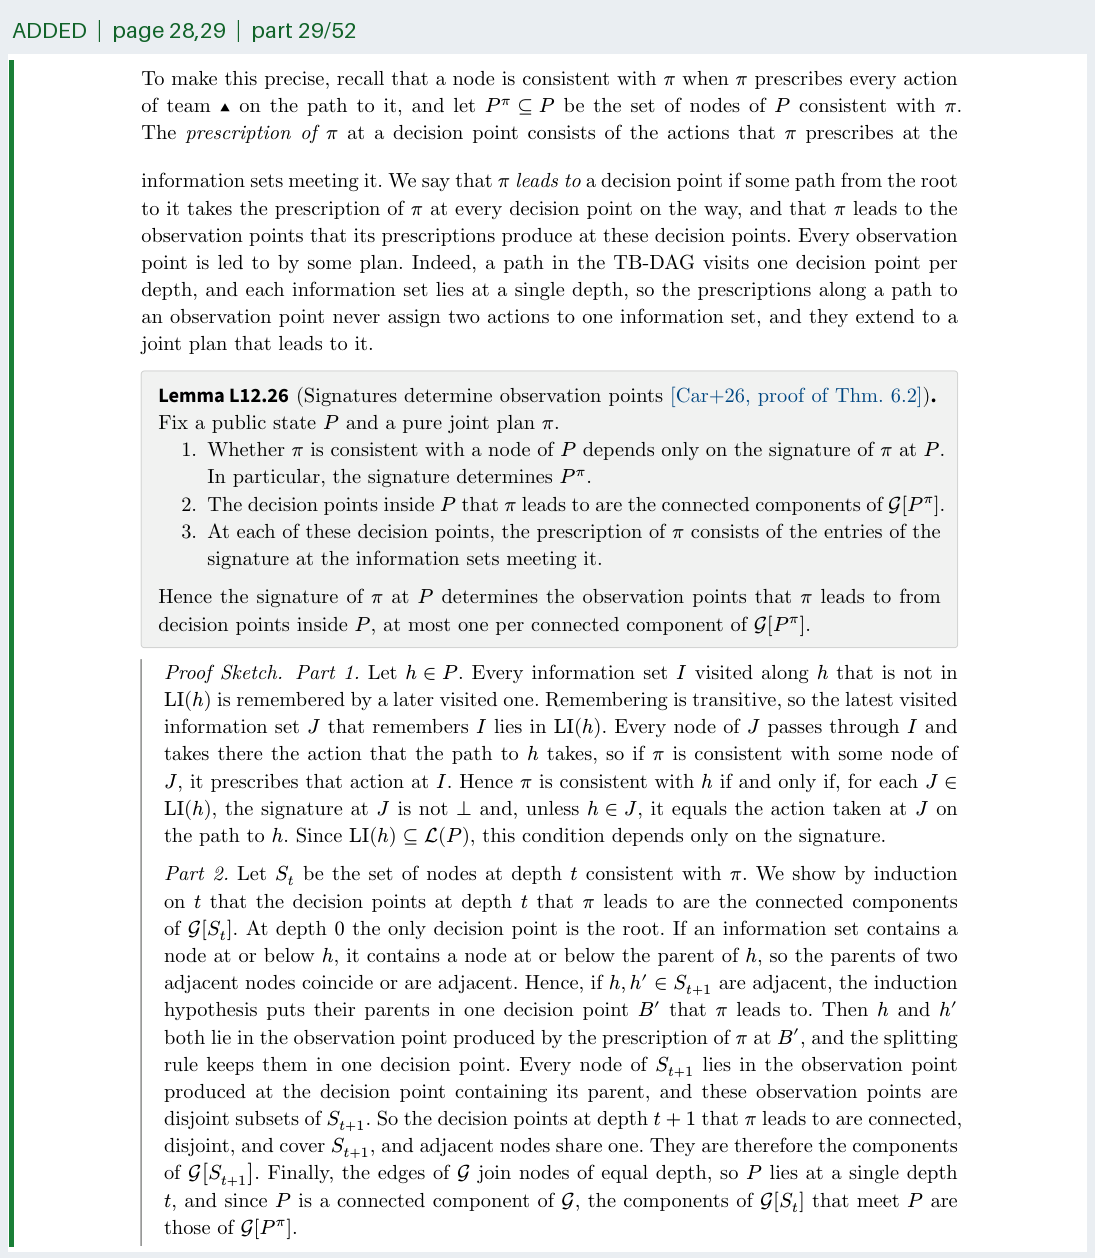 ADDED | page 28,29 | part 29/52
To make this precise, recall that a node is consistent with π when π prescribes every action
of team ▲ on the path to it, and let P^π ⊆ P be the set of nodes of P consistent with π.
The prescription of π at a decision point consists of the actions that π prescribes at the
information sets meeting it. We say that π leads to a decision point if some path from the root
to it takes the prescription of π at every decision point on the way, and that π leads to the
observation points that its prescriptions produce at these decision points. Every observation
point is led to by some plan. Indeed, a path in the TB-DAG visits one decision point per
depth, and each information set lies at a single depth, so the prescriptions along a path to
an observation point never assign two actions to one information set, and they extend to a
joint plan that leads to it.
Lemma L12.26 (Signatures determine observation points [Car+26, proof of Thm. 6.2]).
Fix a public state P and a pure joint plan π.
1. Whether π is consistent with a node of P depends only on the signature of π at P.
In particular, the signature determines P^π.
2. The decision points inside P that π leads to are the connected components of 𝒢[P^π].
3. At each of these decision points, the prescription of π consists of the entries of the
signature at the information sets meeting it.
Hence the signature of π at P determines the observation points that π leads to from
decision points inside P, at most one per connected component of 𝒢[P^π].
Proof Sketch. Part 1. Let h ∈ P. Every information set I visited along h that is not in
LI(h) is remembered by a later visited one. Remembering is transitive, so the latest visited
information set J that remembers I lies in LI(h). Every node of J passes through I and
takes there the action that the path to h takes, so if π is consistent with some node of
J, it prescribes that action at I. Hence π is consistent with h if and only if, for each J ∈
LI(h), the signature at J is not ⊥ and, unless h ∈ J, it equals the action taken at J on
the path to h. Since LI(h) ⊆ ℒ(P), this condition depends only on the signature.
Part 2. Let S_t be the set of nodes at depth t consistent with π. We show by induction
on t that the decision points at depth t that π leads to are the connected components
of 𝒢[S_t]. At depth 0 the only decision point is the root. If an information set contains a
node at or below h, it contains a node at or below the parent of h, so the parents of two
adjacent nodes coincide or are adjacent. Hence, if h, h′ ∈ S_{t+1} are adjacent, the induction
hypothesis puts their parents in one decision point B′ that π leads to. Then h and h′
both lie in the observation point produced by the prescription of π at B′, and the splitting
rule keeps them in one decision point. Every node of S_{t+1} lies in the observation point
produced at the decision point containing its parent, and these observation points are
disjoint subsets of S_{t+1}. So the decision points at depth t + 1 that π leads to are connected,
disjoint, and cover S_{t+1}, and adjacent nodes share one. They are therefore the components
of 𝒢[S_{t+1}]. Finally, the edges of 𝒢 join nodes of equal depth, so P lies at a single depth
t, and since P is a connected component of 𝒢, the components of 𝒢[S_t] that meet P are
those of 𝒢[P^π].